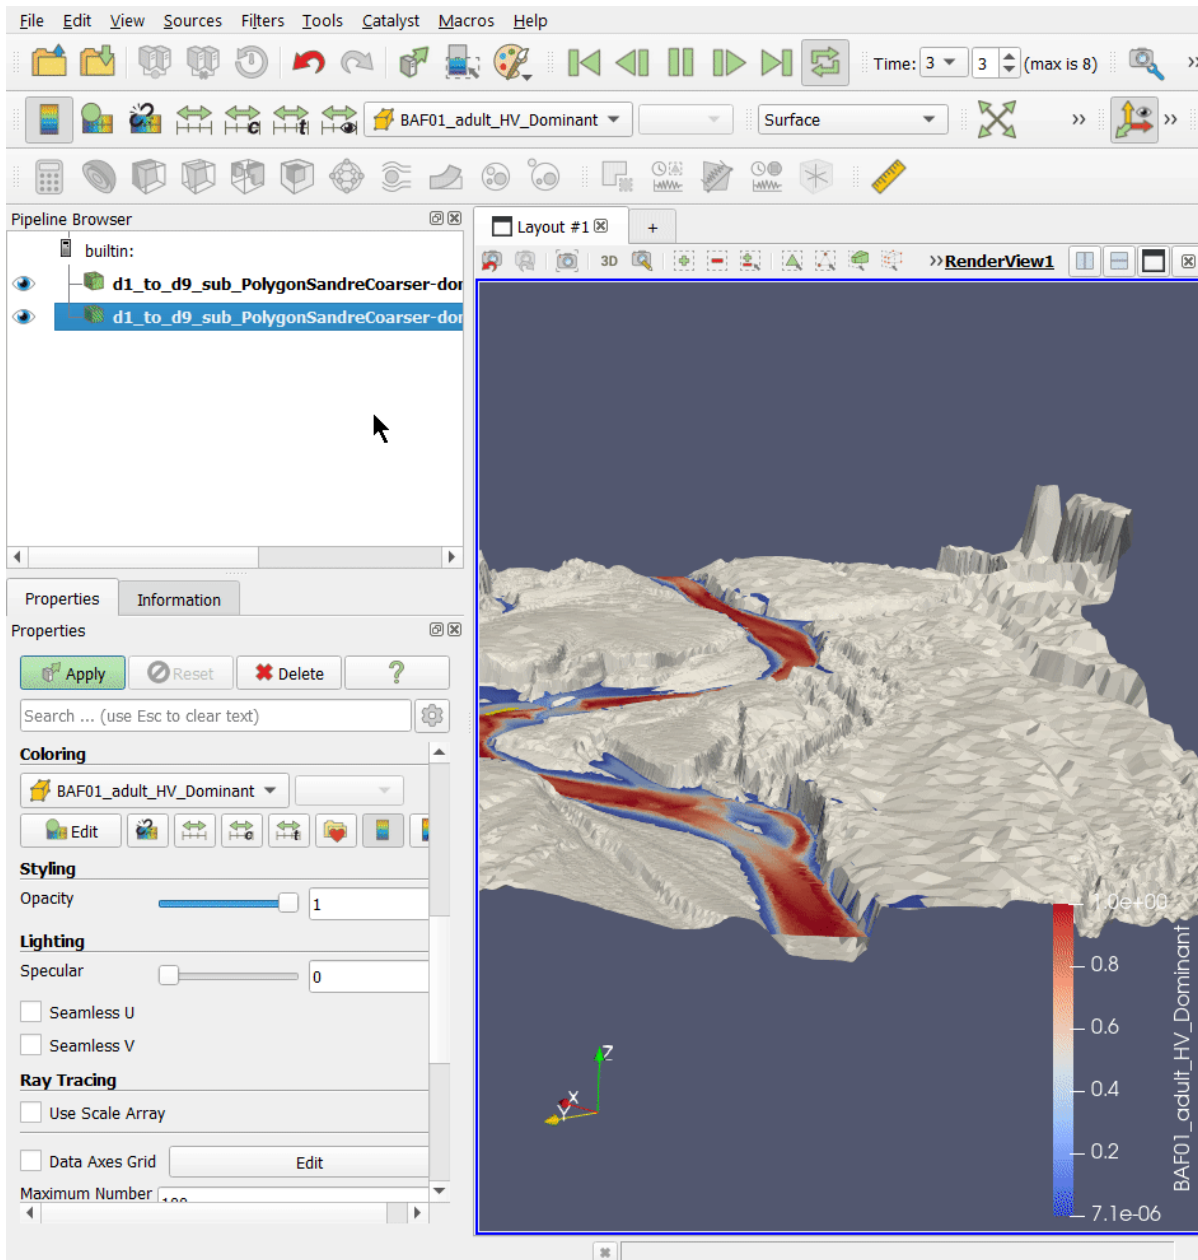 File Edit View Sources Filters Tools Catalyst Macros Help
Time: 3 3 (max is 8) »
BAF01_adult_HV_Dominant Surface » »
Pipeline Browser
Layout #1 +
builtin:
3D »RenderView1
d1_to_d9_sub_PolygonSandreCoarser-dor
d1_to_d9_sub_PolygonSandreCoarser-dor
Properties Information
Properties
Apply Reset Delete ?
Search ... (use Esc to clear text)
Coloring
BAF01_adult_HV_Dominant
Edit
Styling
Opacity 1
Lighting
Specular 0
Seamless U
Seamless V
Ray Tracing
Use Scale Array
Data Axes Grid Edit
Maximum Number
Z
X
Y
1.0e+00
0.8
0.6
0.4
0.2
7.1e-06
BAF01_adult_HV_Dominant